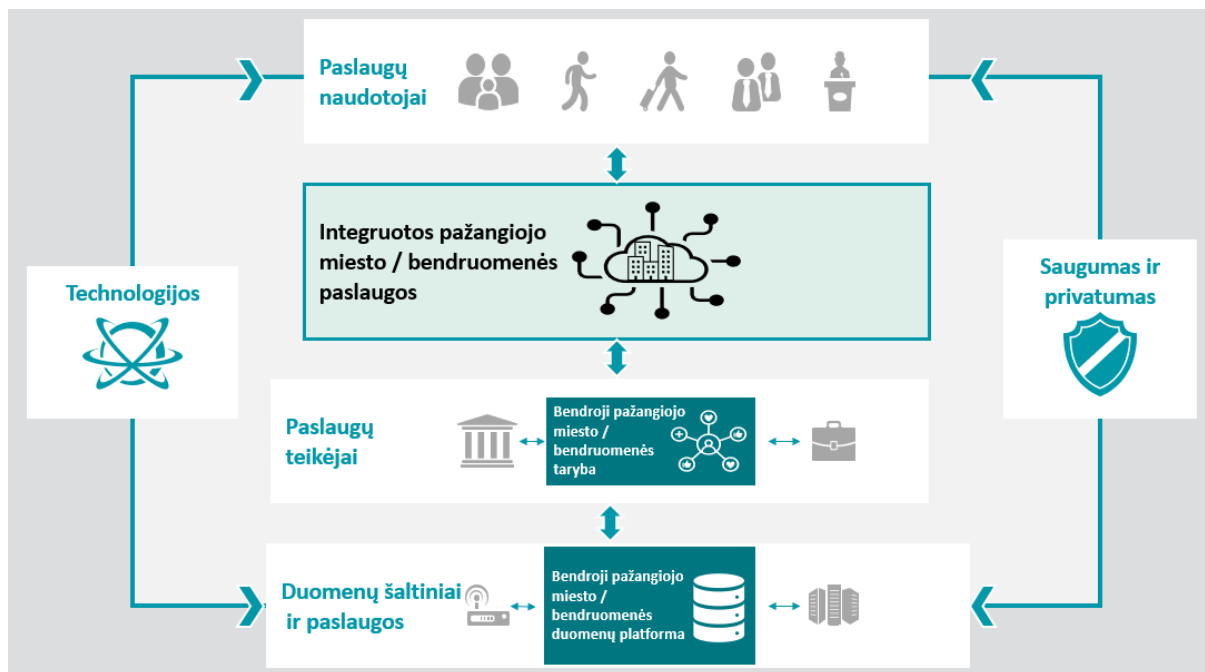 Paslaugų
naudotojai
Integruotos pažangiojo
miesto / bendruomenės
paslaugos
Technologijos
Saugumas ir
privatumas
Paslaugų
teikėjai
Bendroji pažangiojo
miesto /
bendruomenės
taryba
Duomenų šaltiniai
ir paslaugos
Bendroji pažangiojo
miesto /
bendruomenės
duomenų platforma